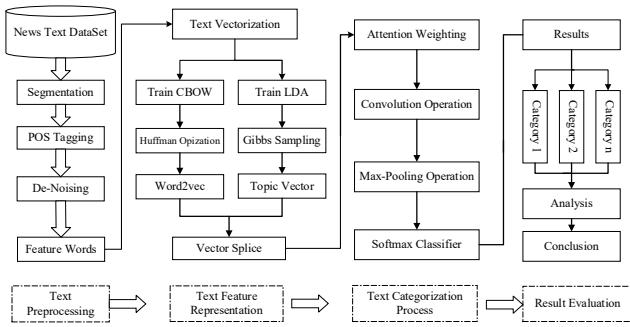 News Text DataSet
Segmentation
POS Tagging
De-Noising
Feature Words
Text Vectorization
Train CBOW
Train LDA
Huffman Opization
Gibbs Sampling
Word2vec
Topic Vector
Vector Splice
Attention Weighting
Convolution Operation
Max-Pooling Operation
Softmax Classifier
Results
Category 1
Category 2
Category n
Analysis
Conclusion
Text
Preprocessing
Text Feature
Representation
Text Categorization
Process
Result Evaluation